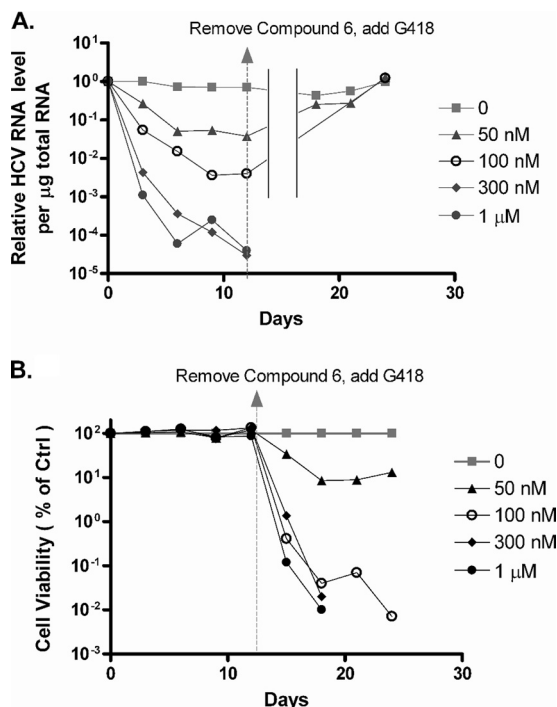 A.
Remove Compound 6, add G418
Relative HCV RNA level
per μg total RNA
10¹
10⁰
10⁻¹
10⁻²
10⁻³
10⁻⁴
10⁻⁵
0
10
20
30
Days
0
50 nM
100 nM
300 nM
1 μM
B.
Remove Compound 6, add G418
Cell Viability ( % of Ctrl )
10²
10¹
10⁰
10⁻¹
10⁻²
10⁻³
0
10
20
30
Days
0
50 nM
100 nM
300 nM
1 μM